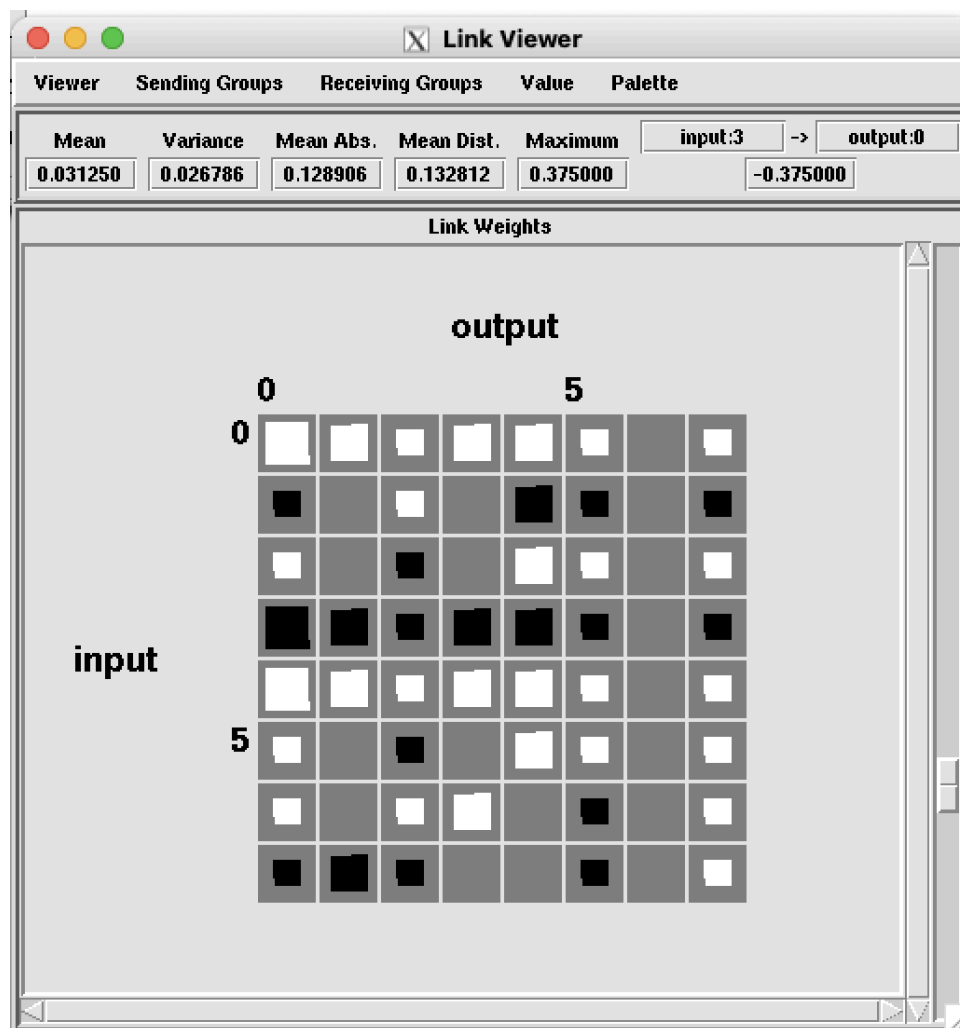 Link Viewer
Viewer Sending Groups Receiving Groups Value Palette
Mean Variance Mean Abs. Mean Dist. Maximum input:3 -> output:0
0.031250 0.026786 0.128906 0.132812 0.375000 -0.375000
Link Weights
output
0 5
0
input
5